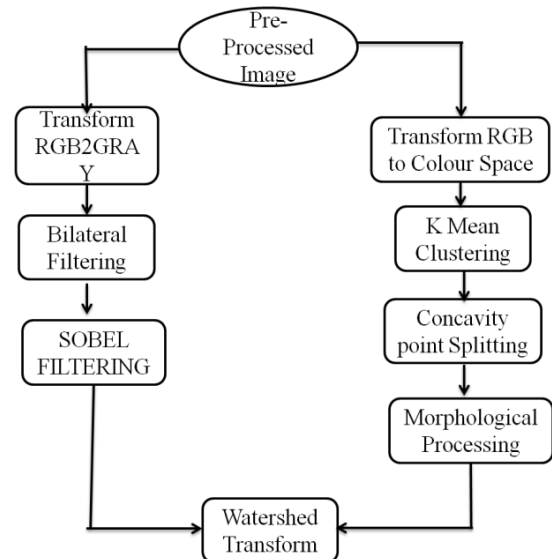 Pre-
Processed
Image
Transform
RGB2GRA
Y
Bilateral
Filtering
SOBEL
FILTERING
Transform RGB
to Colour Space
K Mean
Clustering
Concavity
point Splitting
Morphological
Processing
Watershed
Transform